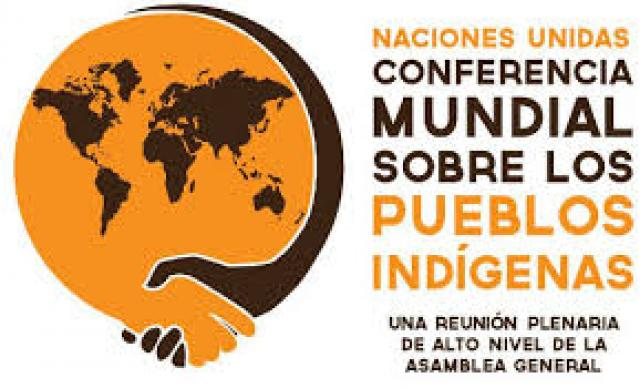 NACIONES UNIDAS
CONFERENCIA
MUNDIAL
SOBRE LOS
PUEBLOS
INDÍGENAS
UNA REUNIÓN PLENARIA
DE ALTO NIVEL DE LA
ASAMBLEA GENERAL